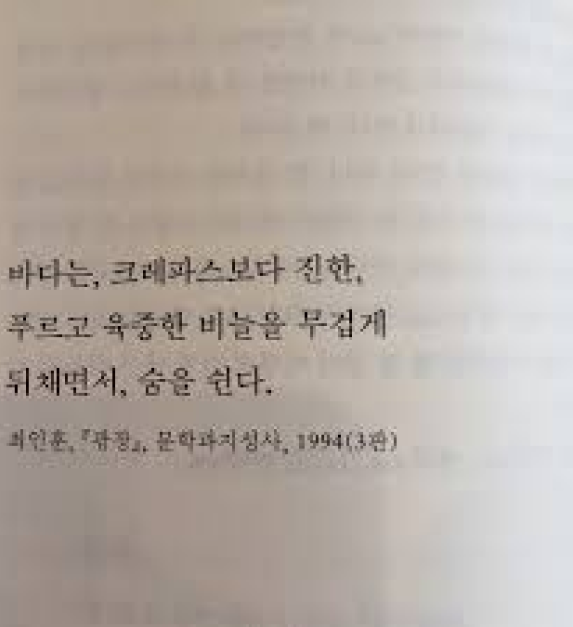 바다는, 크레파스보다 진한,
푸르고 육중한 비늘을 무겁게
뒤채면서, 숨을 쉰다.
최인훈, 『광장』, 문학과지성사, 1994(3판)